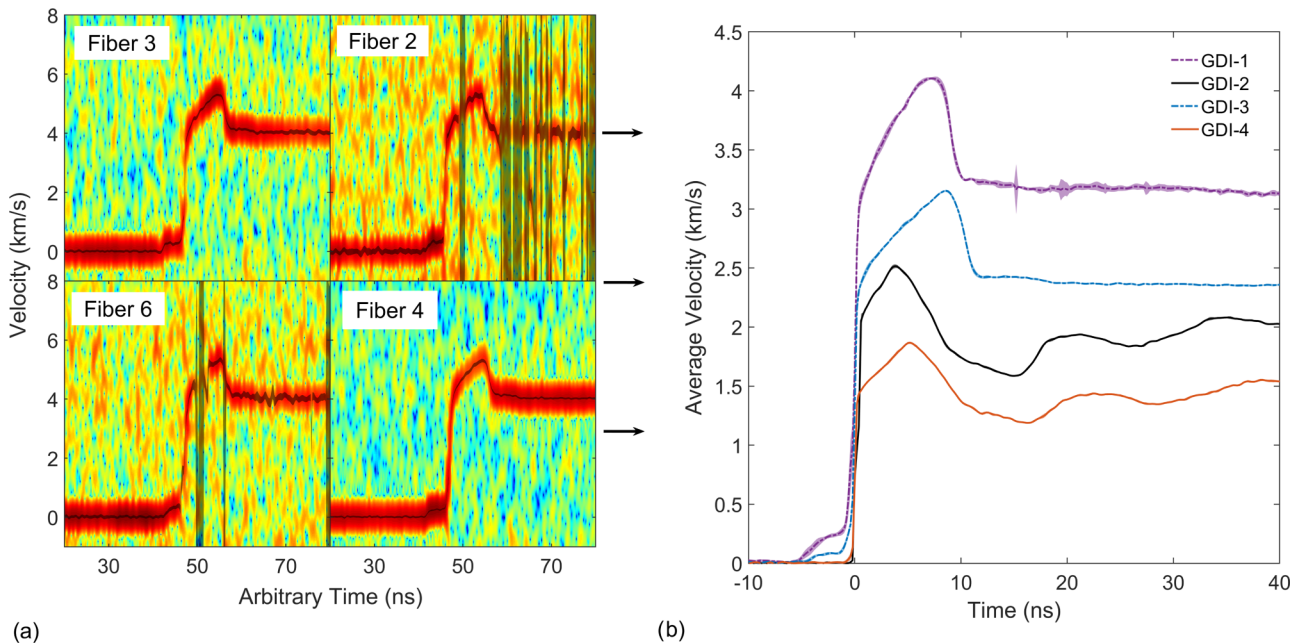 Fiber 3
Fiber 2
Fiber 6
Fiber 4
8
6
4
2
0
8
6
4
2
0
Velocity (km/s)
30
50
70
30
50
70
Arbitrary Time (ns)
(a)
GDI-1
GDI-2
GDI-3
GDI-4
4.5
4
3.5
3
2.5
2
1.5
1
0.5
0
Average Velocity (km/s)
-10
0
10
20
30
40
Time (ns)
(b)